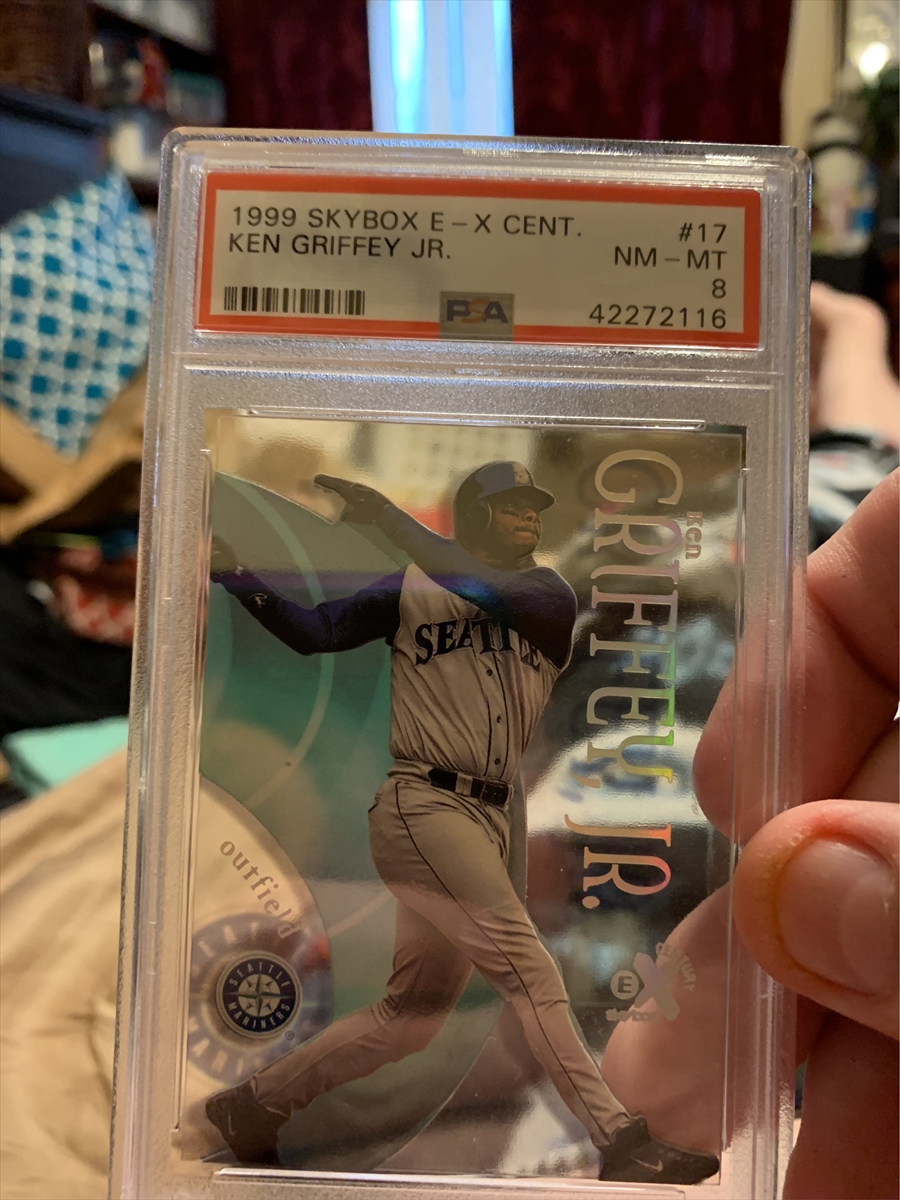 1999 SKYBOX E-X CENT.
#17
KEN GRIFFEY JR.
NM-MT
8
PSA
42272116
Ken
GRIFFEY, JR.
SEATTLE
outfield
SEATTLE
MARINERS
®
E X
century